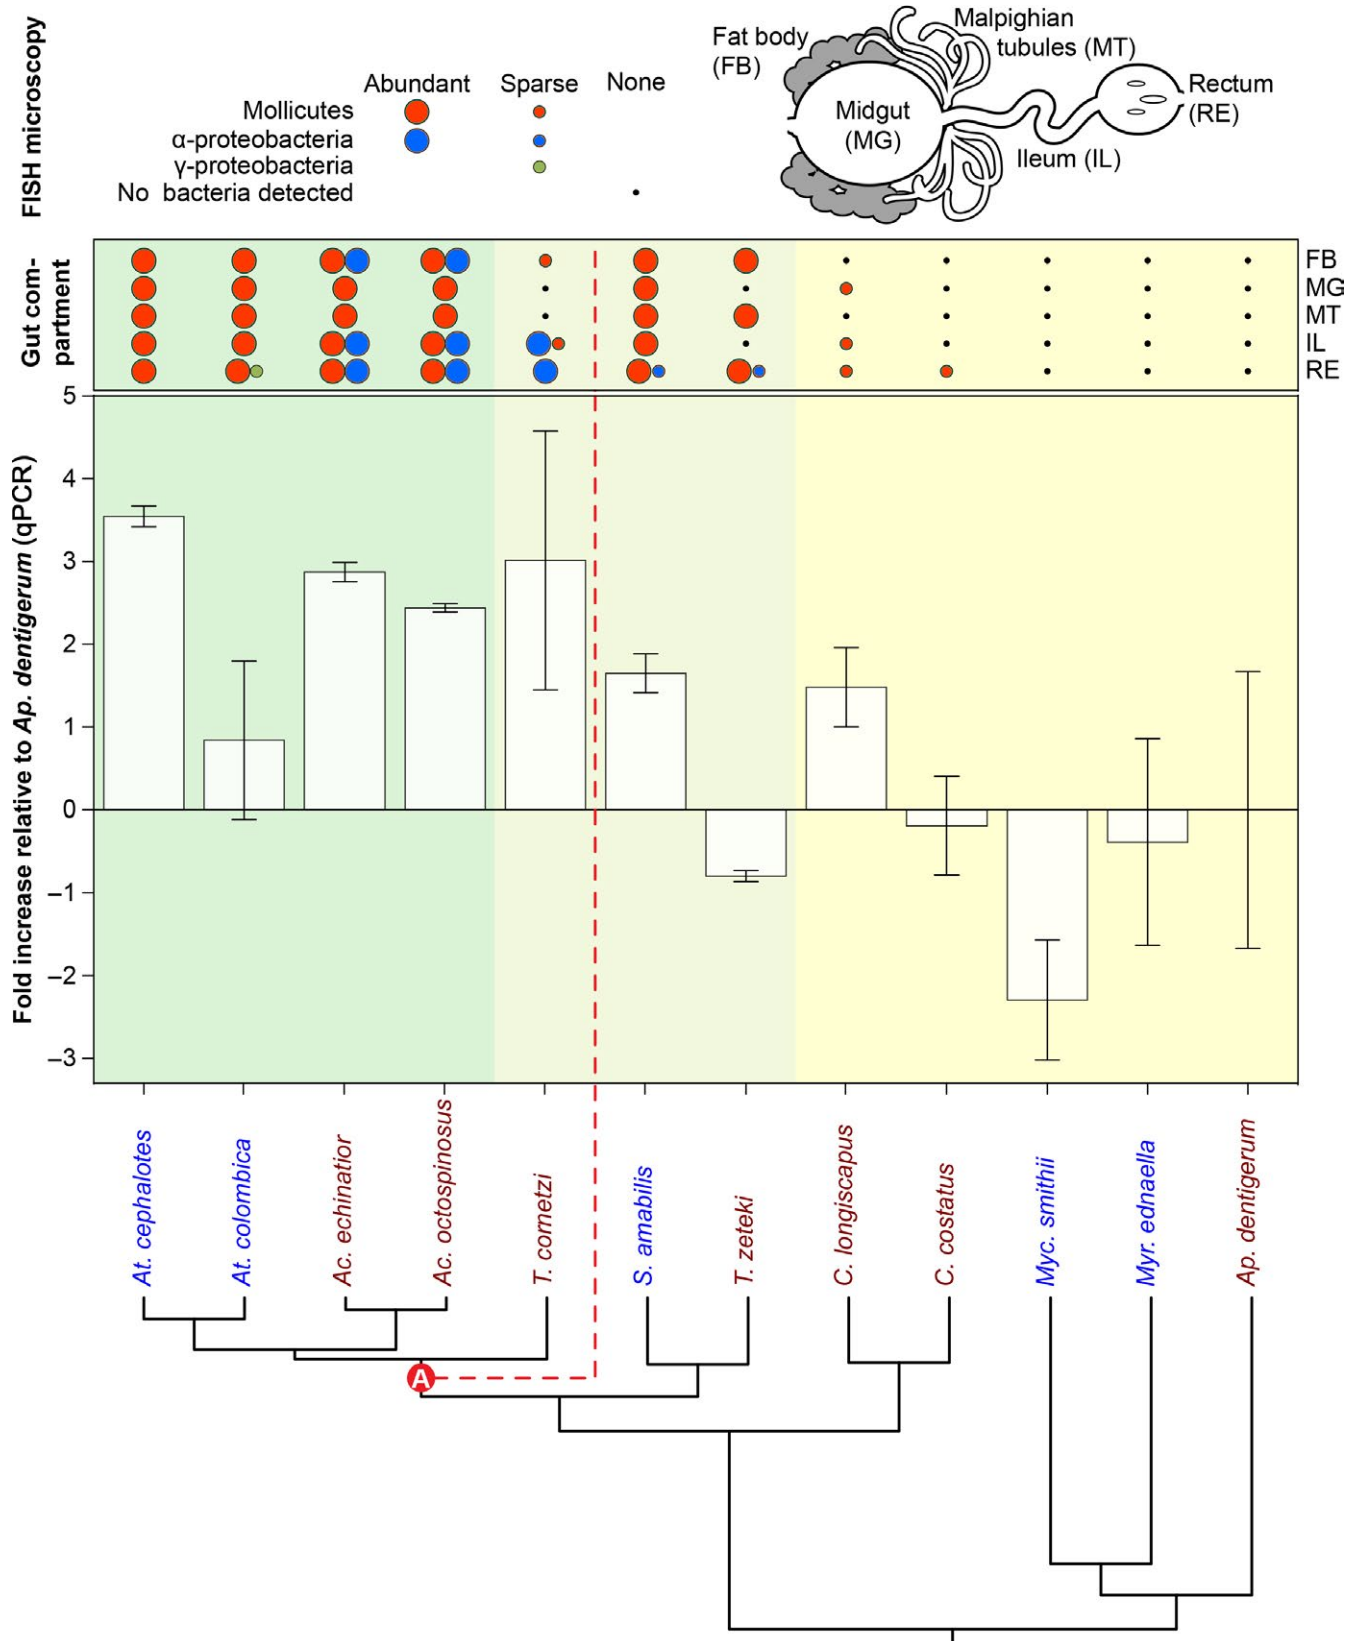 FISH microscopy
Abundant Sparse None
Mollicutes
α-proteobacteria
γ-proteobacteria
No bacteria detected
Fat body
(FB)
Malpighian
tubules (MT)
Midgut
(MG)
Rectum
(RE)
Ileum (IL)
Gut com-
partment
FB
MG
MT
IL
RE
Fold increase relative to Ap. dentigerum (qPCR)
5
4
3
2
1
0
–1
–2
–3
At. cephalotes
At. colombica
Ac. echinatior
Ac. octospinosus
T. cornetzi
S. amabilis
T. zeteki
C. longiscapus
C. costatus
Myc. smithii
Myr. ednaella
Ap. dentigerum
A